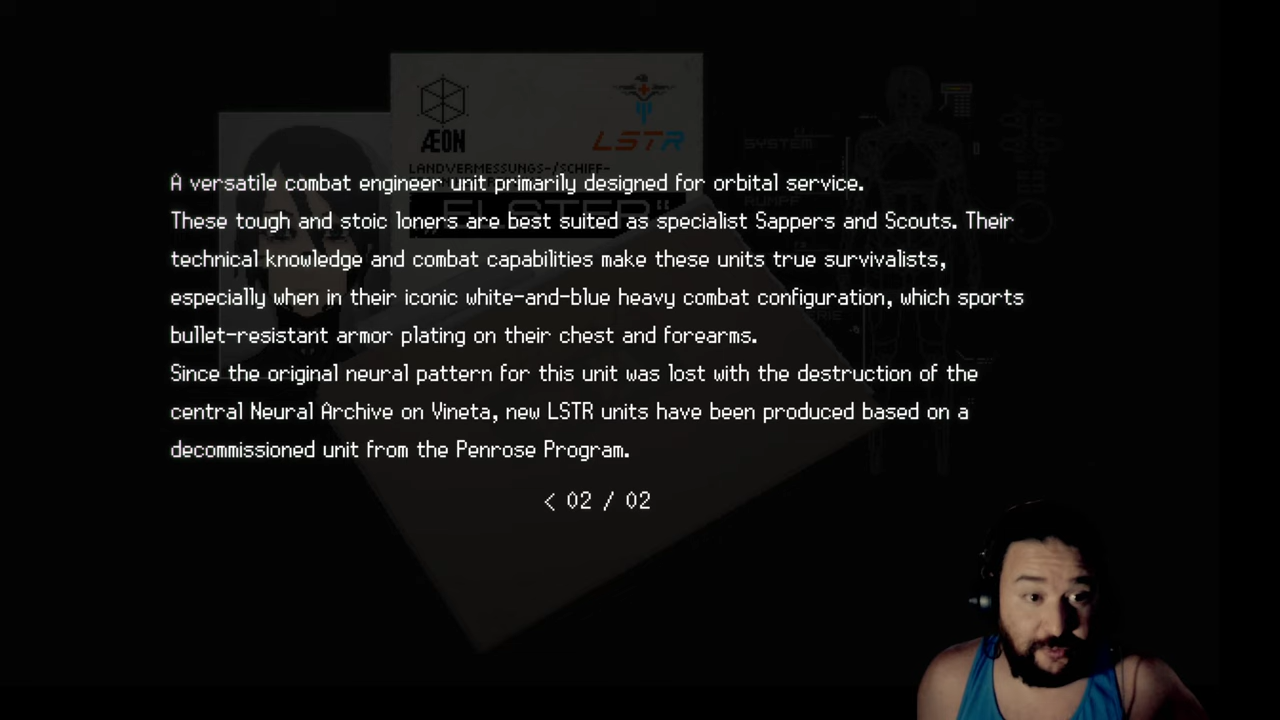 ÆON
LSTR
LANDVERMESSUNGS-/SCHIFF-
SYSTEM
RUMPF
"ELSTER"
A versatile combat engineer unit primarily designed for orbital service.
These tough and stoic loners are best suited as specialist Sappers and Scouts. Their
technical knowledge and combat capabilities make these units true survivalists,
especially when in their iconic white-and-blue heavy combat configuration, which sports
bullet-resistant armor plating on their chest and forearms.
Since the original neural pattern for this unit was lost with the destruction of the
central Neural Archive on Vineta, new LSTR units have been produced based on a
decommissioned unit from the Penrose Program.
< 02 / 02